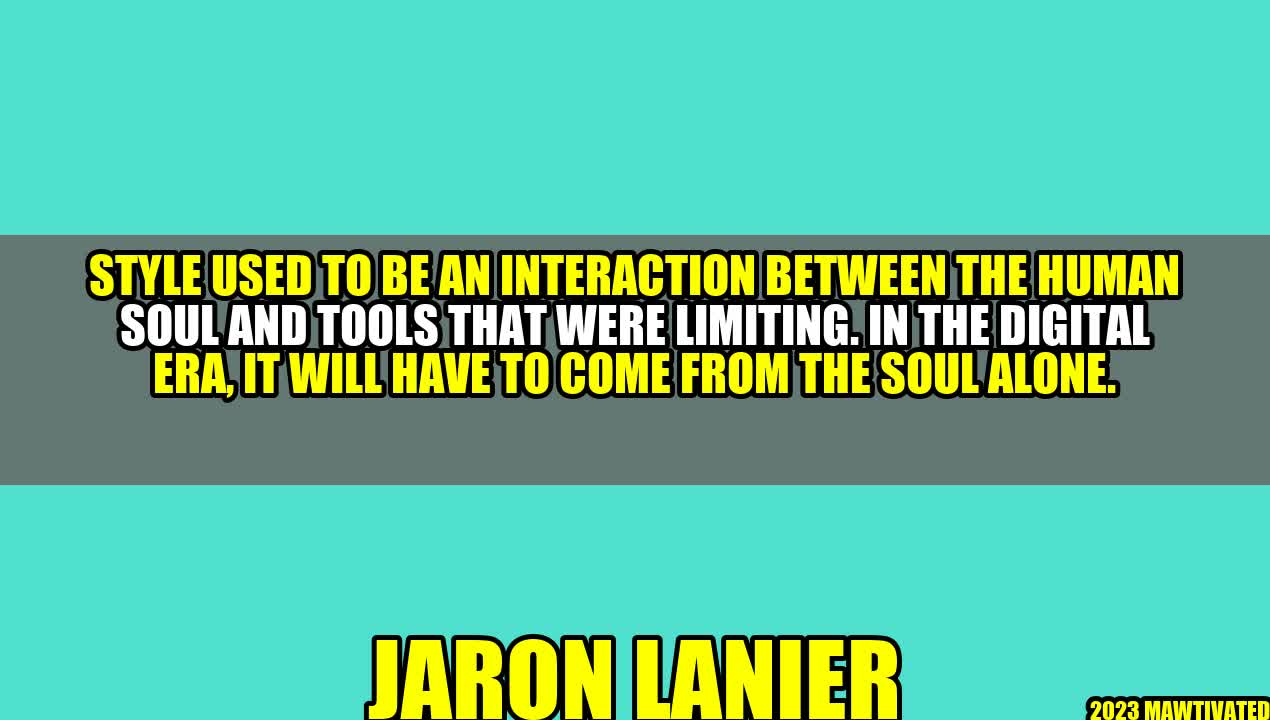 STYLE USED TO BE AN INTERACTION BETWEEN THE HUMAN
SOUL AND TOOLS THAT WERE LIMITING. IN THE DIGITAL
ERA, IT WILL HAVE TO COME FROM THE SOUL ALONE.
JARON LANIER
2023 MAWTIVATED